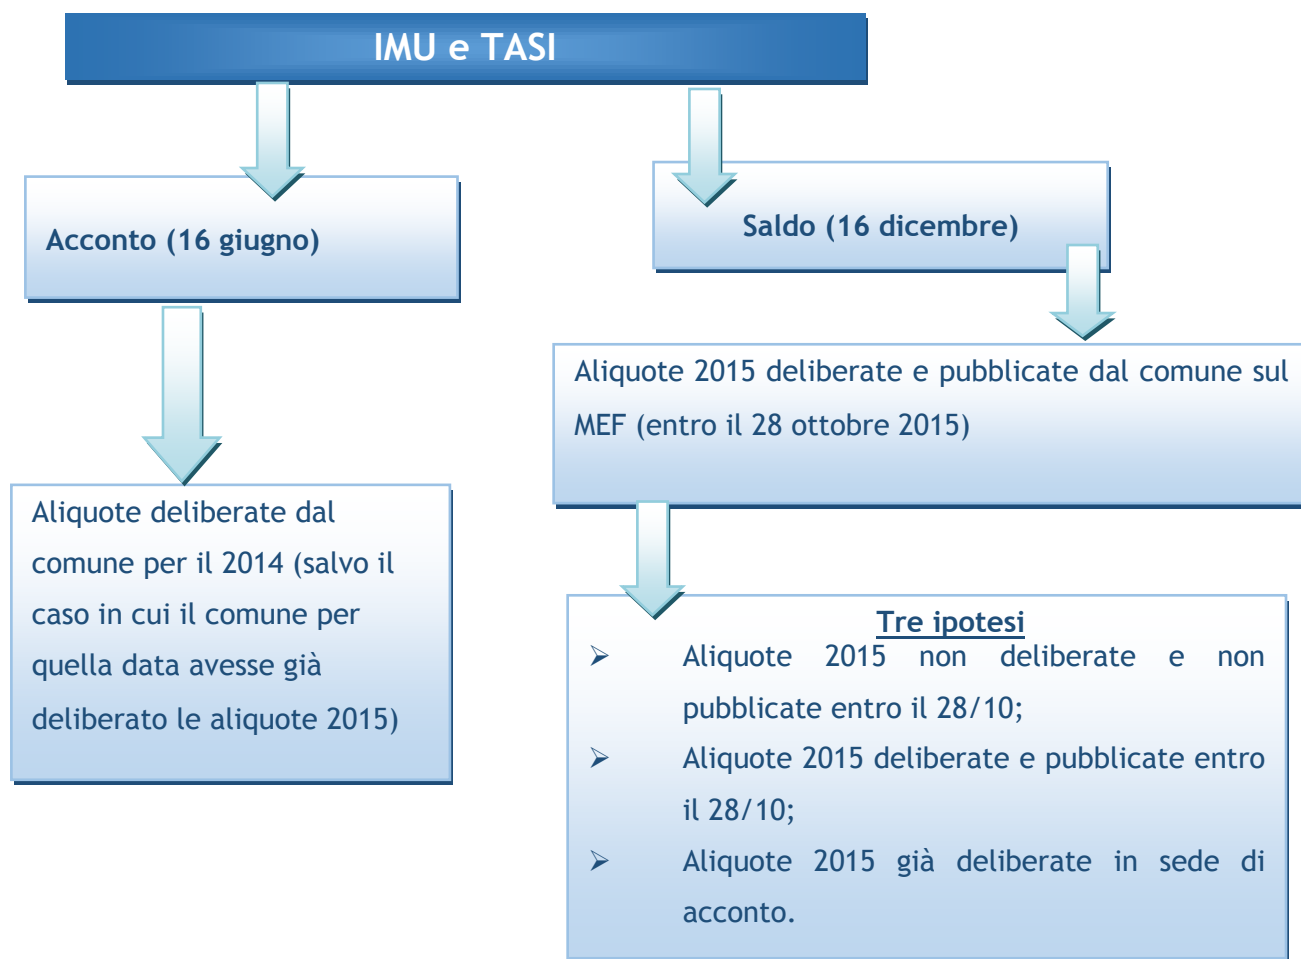 IMU e TASI
Acconto (16 giugno)
Aliquote deliberate dal
comune per il 2014 (salvo il
caso in cui il comune per
quella data avesse già
deliberato le aliquote 2015)
Saldo (16 dicembre)
Aliquote 2015 deliberate e pubblicate dal comune sul
MEF (entro il 28 ottobre 2015)
Tre ipotesi
➢ Aliquote 2015 non deliberate e non
pubblicate entro il 28/10;
➢ Aliquote 2015 deliberate e pubblicate entro
il 28/10;
➢ Aliquote 2015 già deliberate in sede di
acconto.